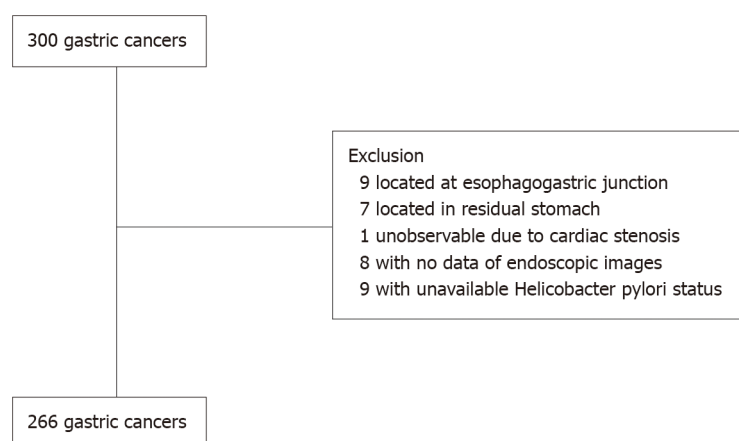 300 gastric cancers
Exclusion
9 located at esophagogastric junction
7 located in residual stomach
1 unobservable due to cardiac stenosis
8 with no data of endoscopic images
9 with unavailable Helicobacter pylori status
266 gastric cancers